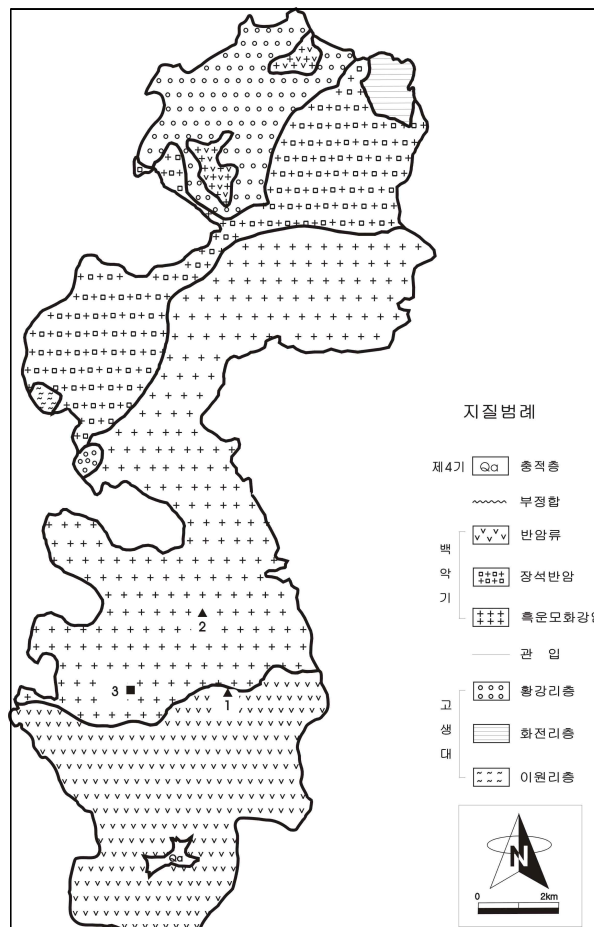 지질범례
제4기 Qa 충적층
부정합
백악기
반암류
장석반암
흑운모화강암
관 입
고생대
황강리층
화전리층
이원리층
2
3
1
Qa
N
0 2km